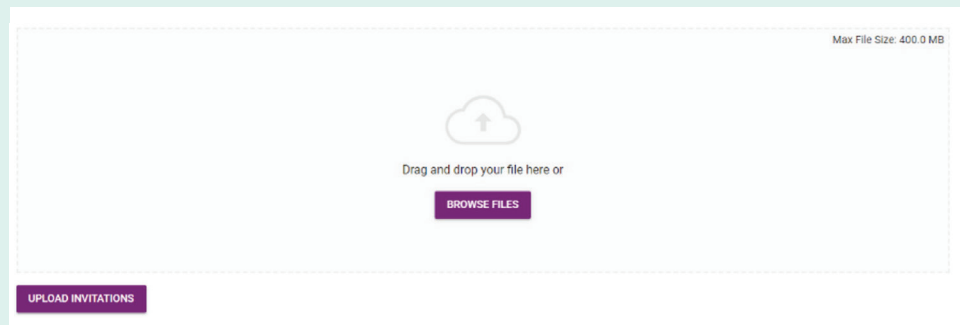 Max File Size: 400.0 MB
Drag and drop your file here or
BROWSE FILES
UPLOAD INVITATIONS